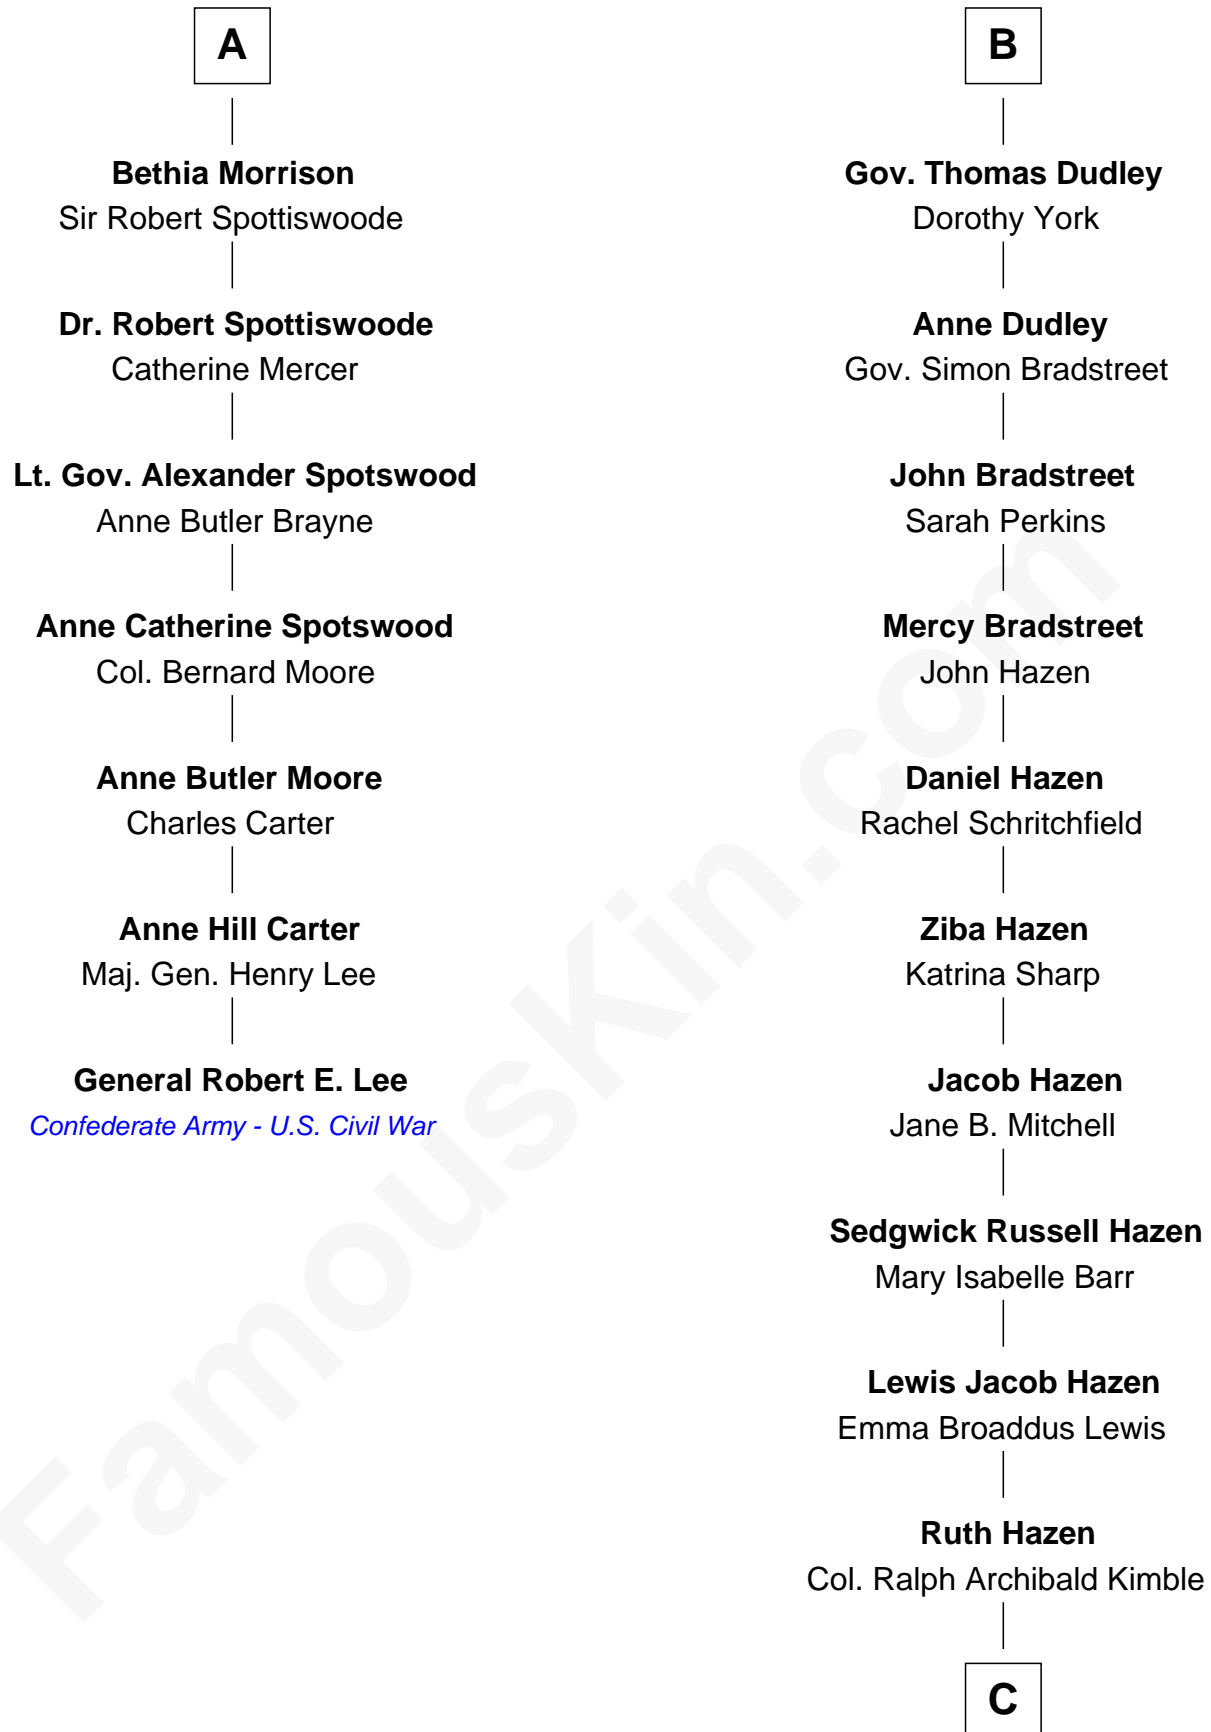 A
Bethia Morrison
Sir Robert Spottiswoode
Dr. Robert Spottiswoode
Catherine Mercer
Lt. Gov. Alexander Spotswood
Anne Butler Brayne
Anne Catherine Spotswood
Col. Bernard Moore
Anne Butler Moore
Charles Carter
Anne Hill Carter
Maj. Gen. Henry Lee
General Robert E. Lee
Confederate Army - U.S. Civil War
B
Gov. Thomas Dudley
Dorothy York
Anne Dudley
Gov. Simon Bradstreet
John Bradstreet
Sarah Perkins
Mercy Bradstreet
John Hazen
Daniel Hazen
Rachel Schritchfield
Ziba Hazen
Katrina Sharp
Jacob Hazen
Jane B. Mitchell
Sedgwick Russell Hazen
Mary Isabelle Barr
Lewis Jacob Hazen
Emma Broaddus Lewis
Ruth Hazen
Col. Ralph Archibald Kimble
C
FamousKin.com